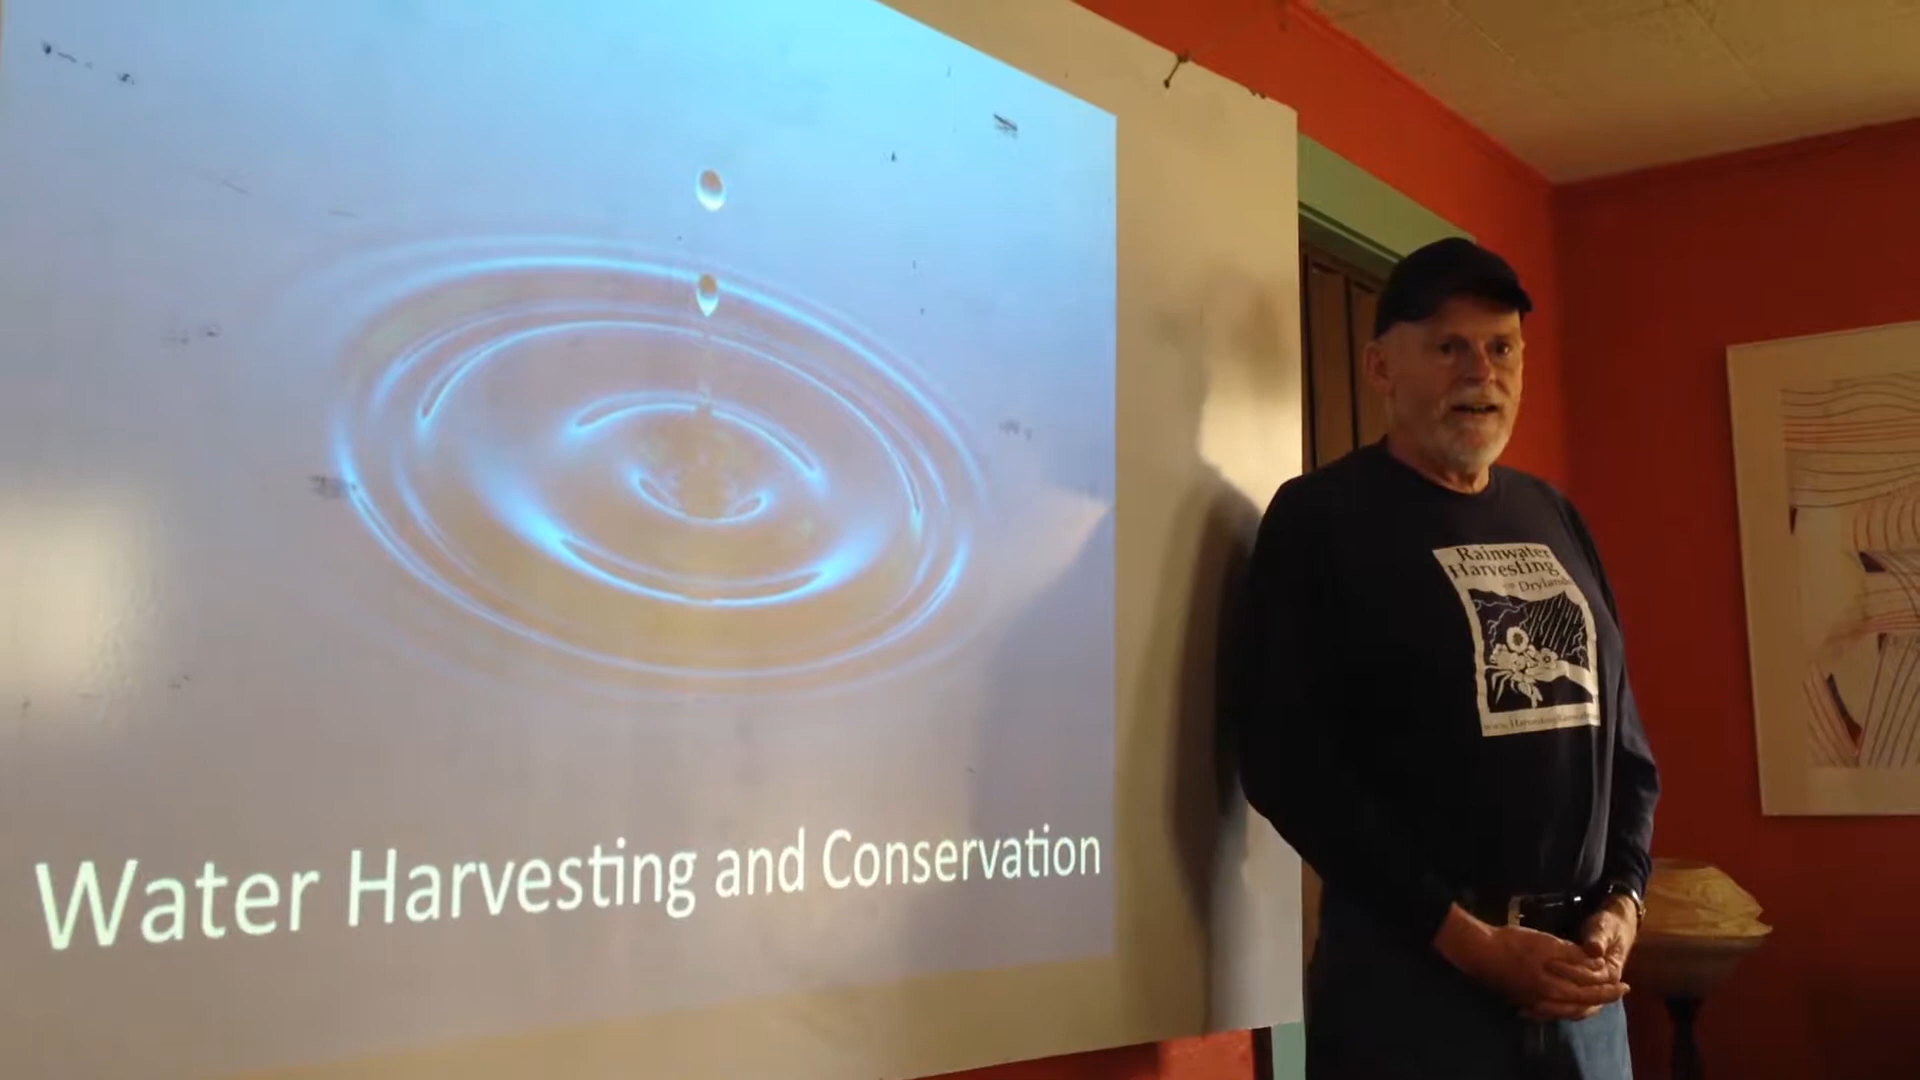 Water Harvesting and Conservation
Rainwater
Harvesting
Drylands